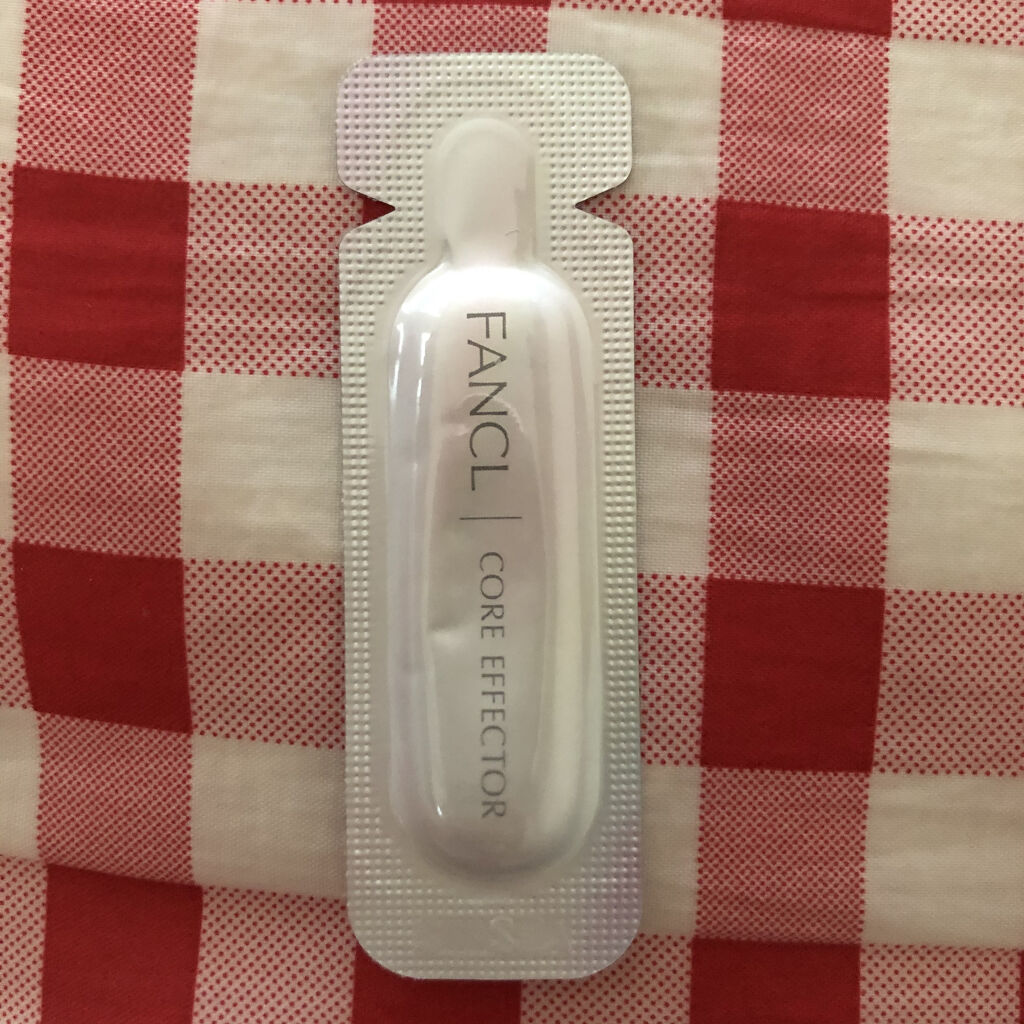 FANCL | CORE EFFECTOR